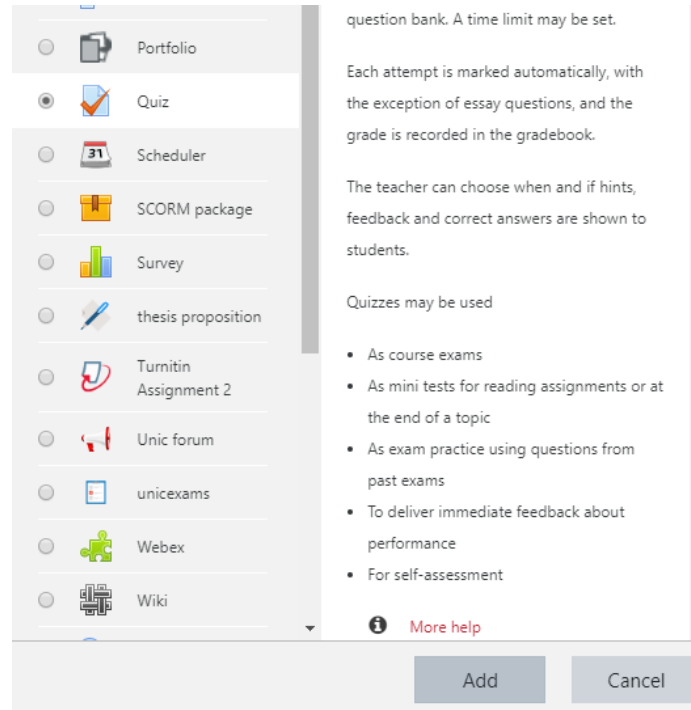 Portfolio
Quiz
31
Scheduler
SCORM package
Survey
thesis proposition
Turnitin
Assignment 2
Unic forum
unicexams
Webex
Wiki
question bank. A time limit may be set.
Each attempt is marked automatically, with
the exception of essay questions, and the
grade is recorded in the gradebook.
The teacher can choose when and if hints,
feedback and correct answers are shown to
students.
Quizzes may be used
• As course exams
• As mini tests for reading assignments or at
the end of a topic
• As exam practice using questions from
past exams
• To deliver immediate feedback about
performance
• For self-assessment
More help
Add
Cancel